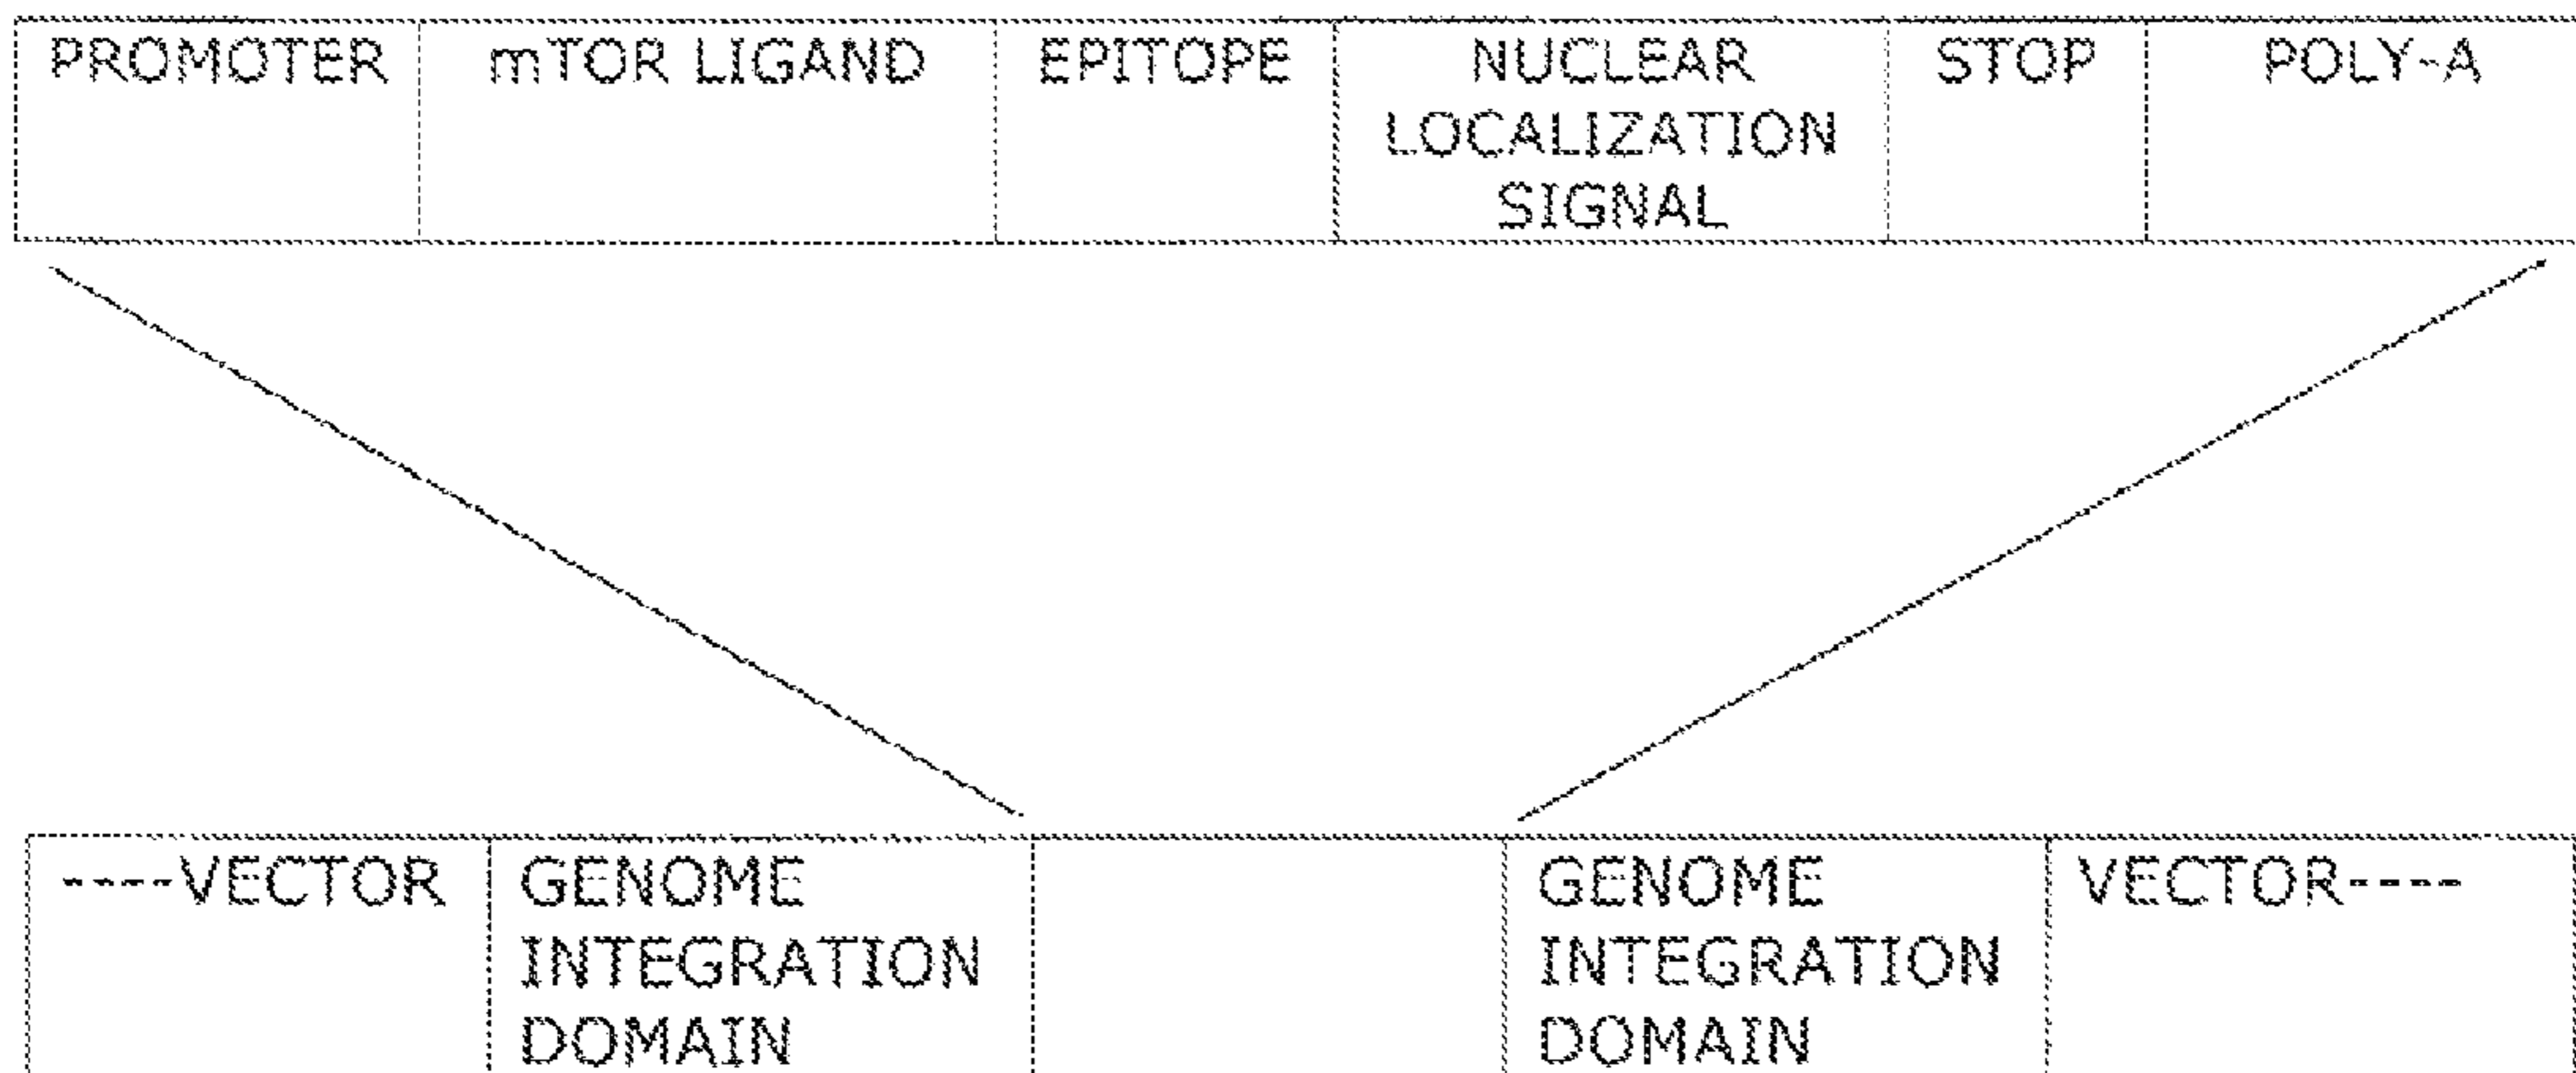 PROMOTER mTOR LIGAND EPITOPE NUCLEAR STOP POLY-A
LOCALIZATION
SIGNAL
----VECTOR GENOME GENOME VECTOR----
INTEGRATION INTEGRATION
DOMAIN DOMAIN